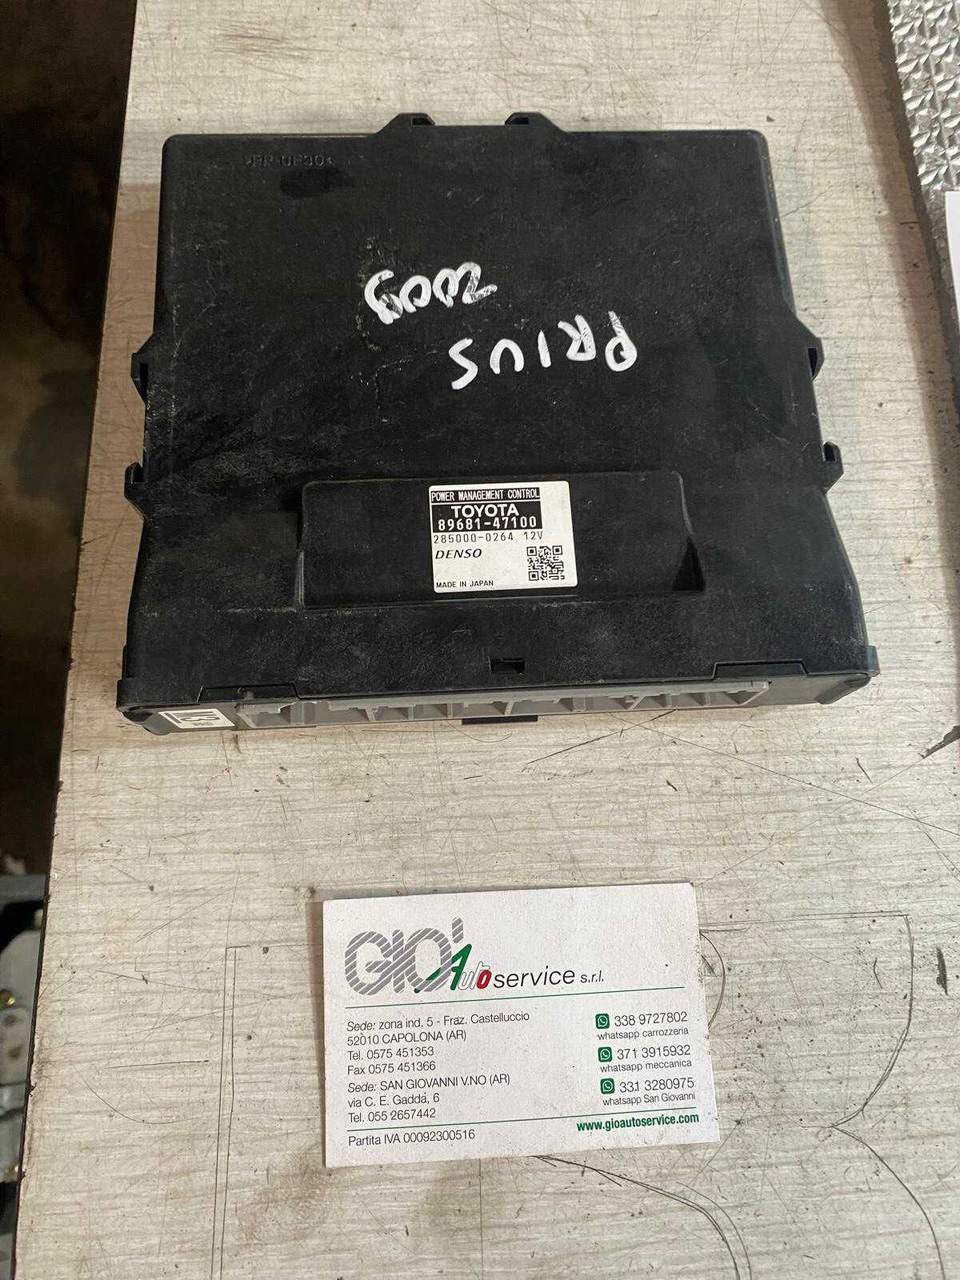 >PP-GF30<
PRIUS
2009
POWER MANAGEMENT CONTROL
TOYOTA
89681-47100
285000-0264 12V
DENSO
MADE IN JAPAN
GIO' Autoservice s.r.l.
Sede: zona ind. 5 - Fraz. Castelluccio
52010 CAPOLONA (AR)
Tel. 0575 451353
Fax 0575 451366
Sede: SAN GIOVANNI V.NO (AR)
via C. E. Gadda, 6
Tel. 055 2657442
Partita IVA 00092300516
338 9727802
whatsapp carrozzeria
371 3915932
whatsapp meccanica
331 3280975
whatsapp San Giovanni
www.gioautoservice.com